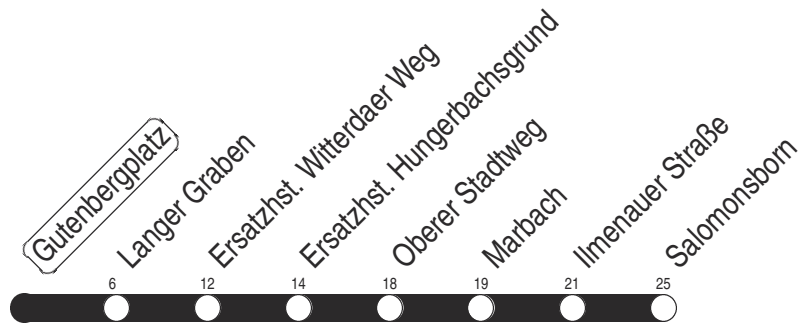 Gutenbergplatz
Langer Graben
Ersatzhst. Witterdaer Weg
Ersatzhst. Hungerbachsgrund
Oberer Stadtweg
Marbach
Ilmenauer Straße
Salomonsborn
6
12
14
18
19
21
25